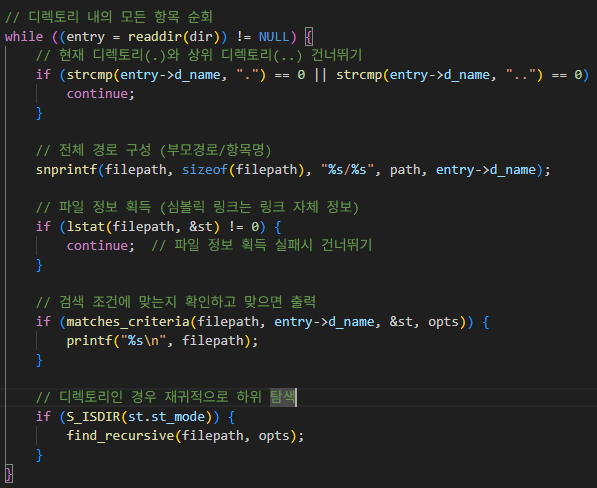 // 디렉토리 내의 모든 항목 순회
while ((entry = readdir(dir)) != NULL) {
    // 현재 디렉토리(.)와 상위 디렉토리(..) 건너뛰기
    if (strcmp(entry->d_name, ".") == 0 || strcmp(entry->d_name, "..") == 0)
        continue;
    }

    // 전체 경로 구성 (부모경로/항목명)
    snprintf(filepath, sizeof(filepath), "%s/%s", path, entry->d_name);

    // 파일 정보 획득 (심볼릭 링크는 링크 자체 정보)
    if (lstat(filepath, &st) != 0) {
        continue;  // 파일 정보 획득 실패시 건너뛰기
    }

    // 검색 조건에 맞는지 확인하고 맞으면 출력
    if (matches_criteria(filepath, entry->d_name, &st, opts)) {
        printf("%s\n", filepath);
    }

    // 디렉토리인 경우 재귀적으로 하위 탐색
    if (S_ISDIR(st.st_mode)) {
        find_recursive(filepath, opts);
    }
}